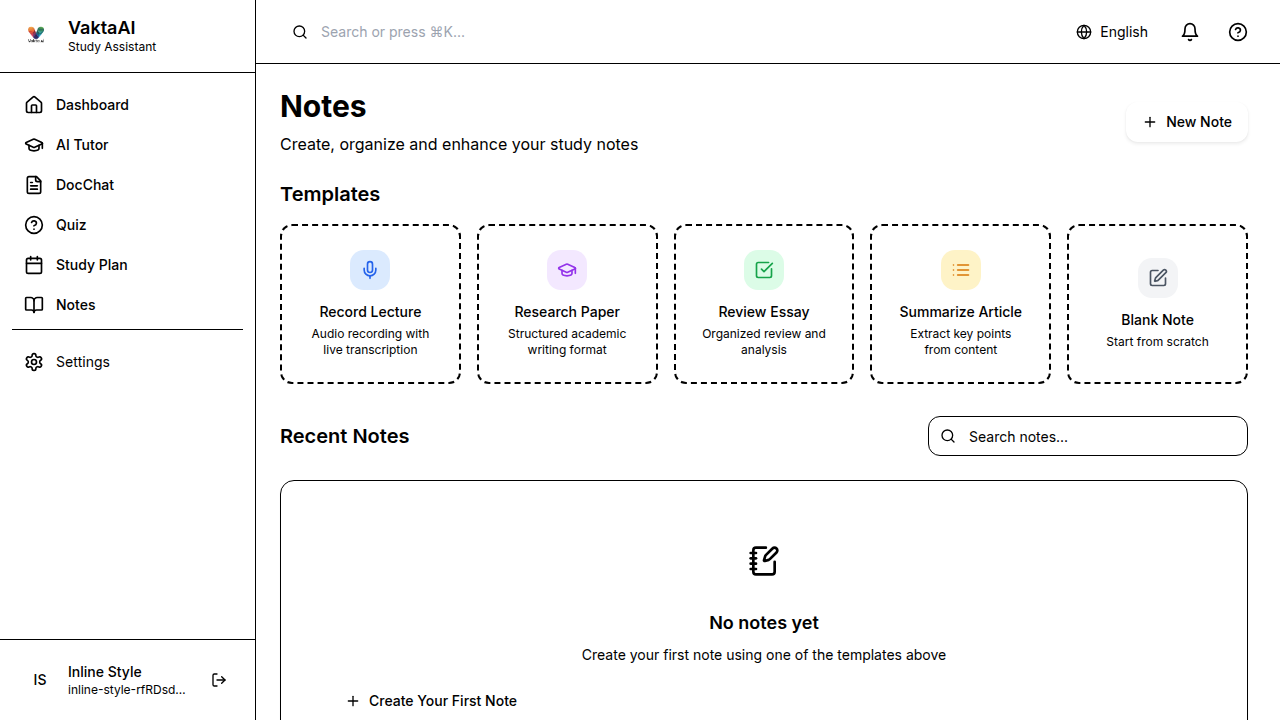 VaktaAI
Study Assistant
Search or press ⌘K...
English
Dashboard
AI Tutor
DocChat
Quiz
Study Plan
Notes
Settings
IS
Inline Style
inline-style-rfRDsd...
Notes
Create, organize and enhance your study notes
New Note
Templates
Record Lecture
Audio recording with
live transcription
Research Paper
Structured academic
writing format
Review Essay
Organized review and
analysis
Summarize Article
Extract key points
from content
Blank Note
Start from scratch
Recent Notes
Search notes...
No notes yet
Create your first note using one of the templates above
Create Your First Note